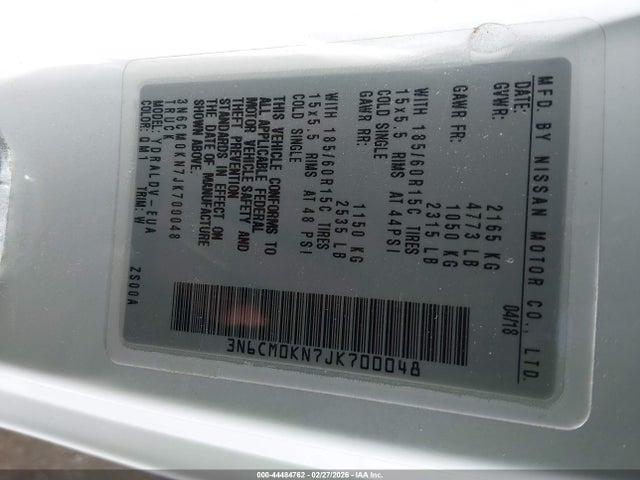 MFD. BY NISSAN MOTOR CO., LTD.
DATE: 04/18
GVWR: 2165 KG
4773 LB
GAWR FR: 1050 KG
2315 LB
WITH 185/60R15C TIRES
15x5.5 RIMS AT 44PSI
COLD SINGLE
GAWR RR: 1150 KG
2535 LB
WITH 185/60R15C TIRES
15x5.5 RIMS AT 48 PSI
COLD SINGLE
THIS VEHICLE CONFORMS TO
ALL APPLICABLE FEDERAL
MOTOR VEHICLE SAFETY AND
THEFT PREVENTION
STANDARDS IN EFFECT ON
THE DATE OF MANUFACTURE
SHOWN ABOVE.
3N6CM0KN7JK700048
TRUCK
MODEL: YDRALDV-EUA
COLOR: QM1 TRIM: W ZS00A
3N6CM0KN7JK700048
000-44484762 - 02/27/2026 - IAA Inc.